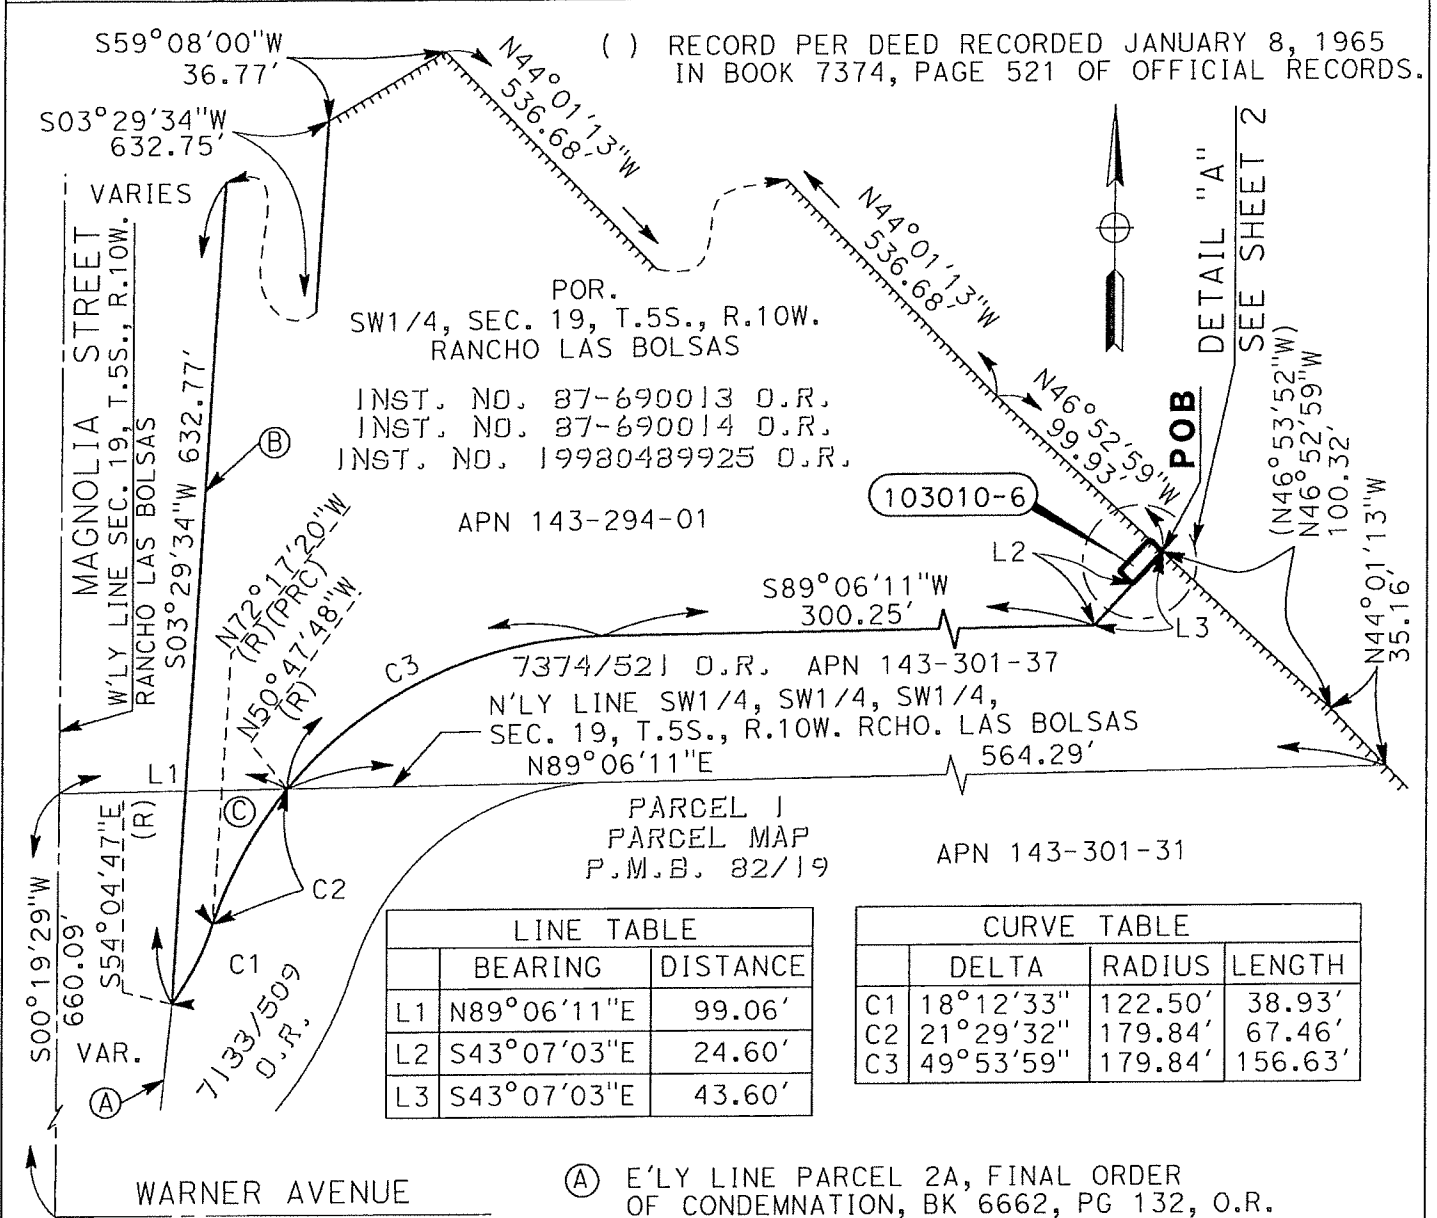 S59°08'00"W
36.77'
S03°29'34"W
632.75'
VARIES
N44°01'13"W
536.68'
( ) RECORD PER DEED RECORDED JANUARY 8, 1965
IN BOOK 7374, PAGE 521 OF OFFICIAL RECORDS.
MAGNOLIA STREET
W'LY LINE SEC. 19, T.5S., R.10W.
RANCHO LAS BOLSAS
S03°29'34"W 632.77'
B
POR.
SW1/4, SEC. 19, T.5S., R.10W.
RANCHO LAS BOLSAS
INST. NO. 87-690013 O.R.
INST. NO. 87-690014 O.R.
INST. NO. 19980489925 O.R.
APN 143-294-01
N44°01'13"W
536.68'
N46°52'59"W
99.93'
POB
DETAIL "A"
SEE SHEET 2
(N46°53'52"W)
N46°52'59"W
100.32'
N44°01'13"W
35.16'
103010-6
L2
L3
S89°06'11"W
300.25'
N72°17'20"W
(R)(PRC)
N50°47'48"W
(R)
C3
7374/521 O.R. APN 143-301-37
N'LY LINE SW1/4, SW1/4, SW1/4,
SEC. 19, T.5S., R.10W. RCHO. LAS BOLSAS
N89°06'11"E 564.29'
L1
C
S54°04'47"E
(R)
C2
C1
S00°19'29"W
660.09'
VAR.
A
7133/509
O.R.
PARCEL 1
PARCEL MAP
P.M.B. 82/19
APN 143-301-31
LINE TABLE
BEARING DISTANCE
L1 N89°06'11"E 99.06'
L2 S43°07'03"E 24.60'
L3 S43°07'03"E 43.60'
CURVE TABLE
DELTA RADIUS LENGTH
C1 18°12'33" 122.50' 38.93'
C2 21°29'32" 179.84' 67.46'
C3 49°53'59" 179.84' 156.63'
WARNER AVENUE
A E'LY LINE PARCEL 2A, FINAL ORDER
OF CONDEMNATION, BK 6662, PG 132, O.R.